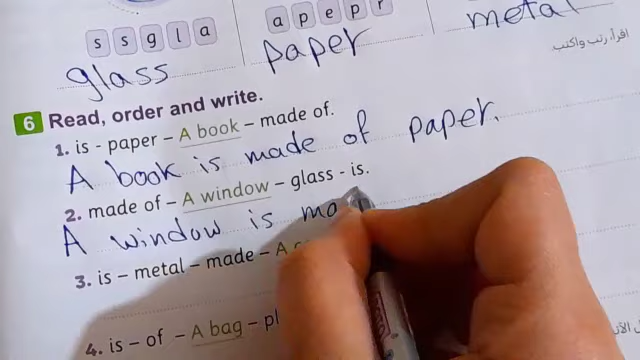 s s g l a
a p e p r
glass
paper
metal
اقرأ، رتب واكتب.
6 Read, order and write.
1. is - paper – A book – made of.
A book is made of paper.
2. made of – A window – glass - is.
A window is ma
3. is – metal – made – A
4. is – of – A bag – pl